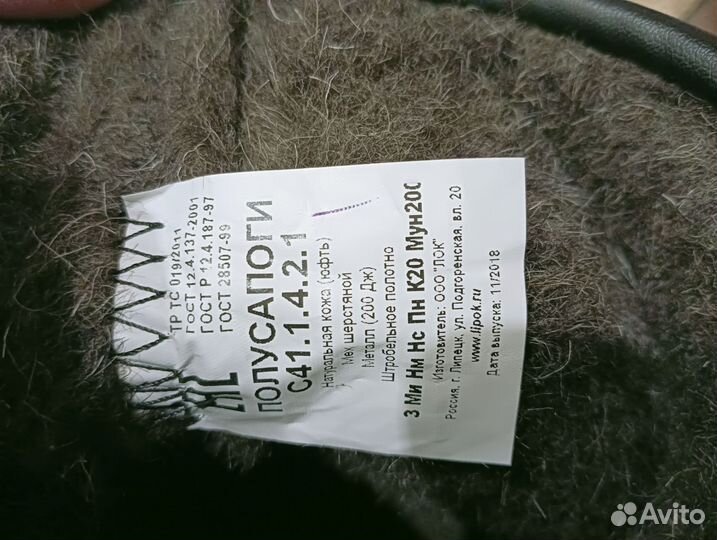 ТР ТС 019/2011
ГОСТ 12.4.137-2001
ГОСТ Р 12.4.187-97
ГОСТ 28507-99
ПОЛУСАПОГИ
С41.1.4.2.1
Натуральная кожа (юфть)
Мех шерстяной
Металл (200 Дж)
Штробельное полотно
З Ми Нм Нс Пн К20 Мун200
Изготовитель: ООО "ЛОК"
Россия, г. Липецк, ул. Подгоренская, вл. 20
www.lipok.ru
Дата выпуска: 11/2018
Avito